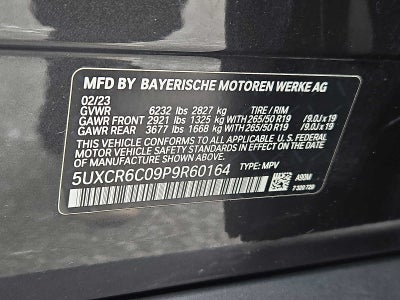 MFD BY BAYERISCHE MOTOREN WERKE AG
02/23
GVWR 6232 lbs 2827 kg TIRE / RIM
GAWR FRONT 2921 lbs 1325 kg WITH 265/50 R19 /9.0J x 19
GAWR REAR 3677 lbs 1668 kg WITH 265/50 R19 /9.0J x 19
THIS VEHICLE CONFORMS TO ALL APPLICABLE U.S. FEDERAL
MOTOR VEHICLE SAFETY STANDARDS IN EFFECT ON THE DATE
OF MANUFACTURE SHOWN ABOVE.
5UXCR6C09P9R60164 TYPE: MPV
A90M